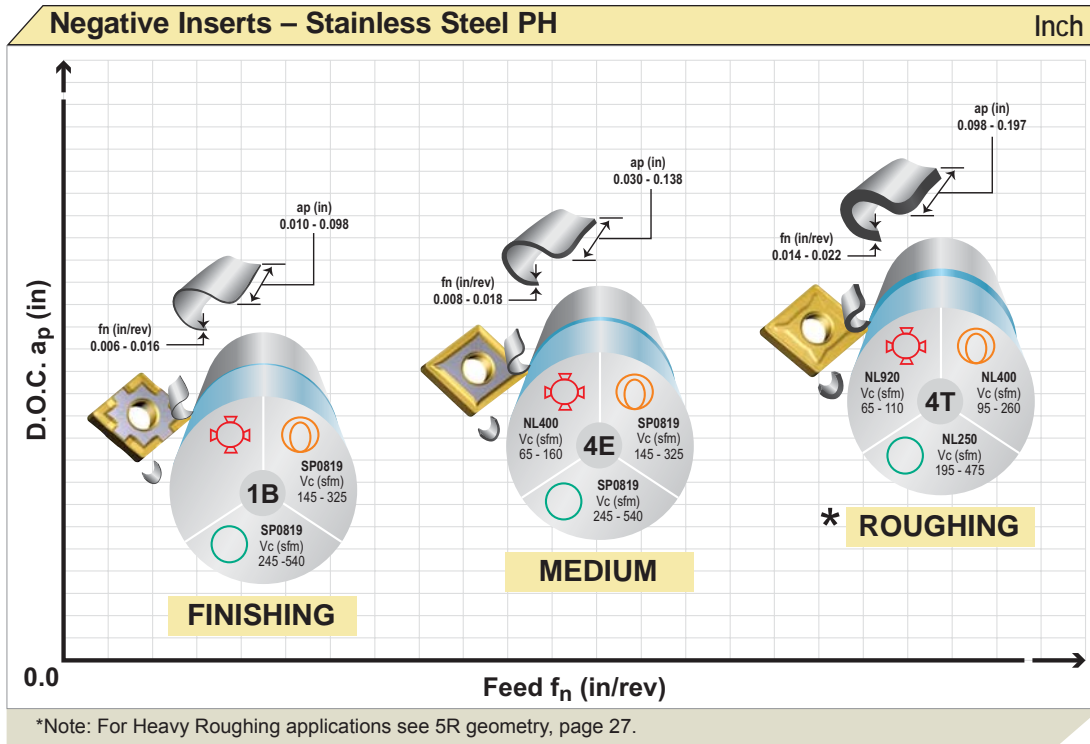 Negative Inserts – Stainless Steel PH
Inch
D.O.C. ap (in)
ap (in)
0.010 - 0.098
fn (in/rev)
0.006 - 0.016
SP0819
Vc (sfm)
145 - 325
1B
SP0819
Vc (sfm)
245 -540
FINISHING
ap (in)
0.030 - 0.138
fn (in/rev)
0.008 - 0.018
NL400
Vc (sfm)
65 - 160
4E
SP0819
Vc (sfm)
145 - 325
SP0819
Vc (sfm)
245 - 540
MEDIUM
ap (in)
0.098 - 0.197
fn (in/rev)
0.014 - 0.022
NL920
Vc (sfm)
65 - 110
4T
NL400
Vc (sfm)
95 - 260
NL250
Vc (sfm)
195 - 475
* ROUGHING
0.0
Feed fn (in/rev)
*Note: For Heavy Roughing applications see 5R geometry, page 27.